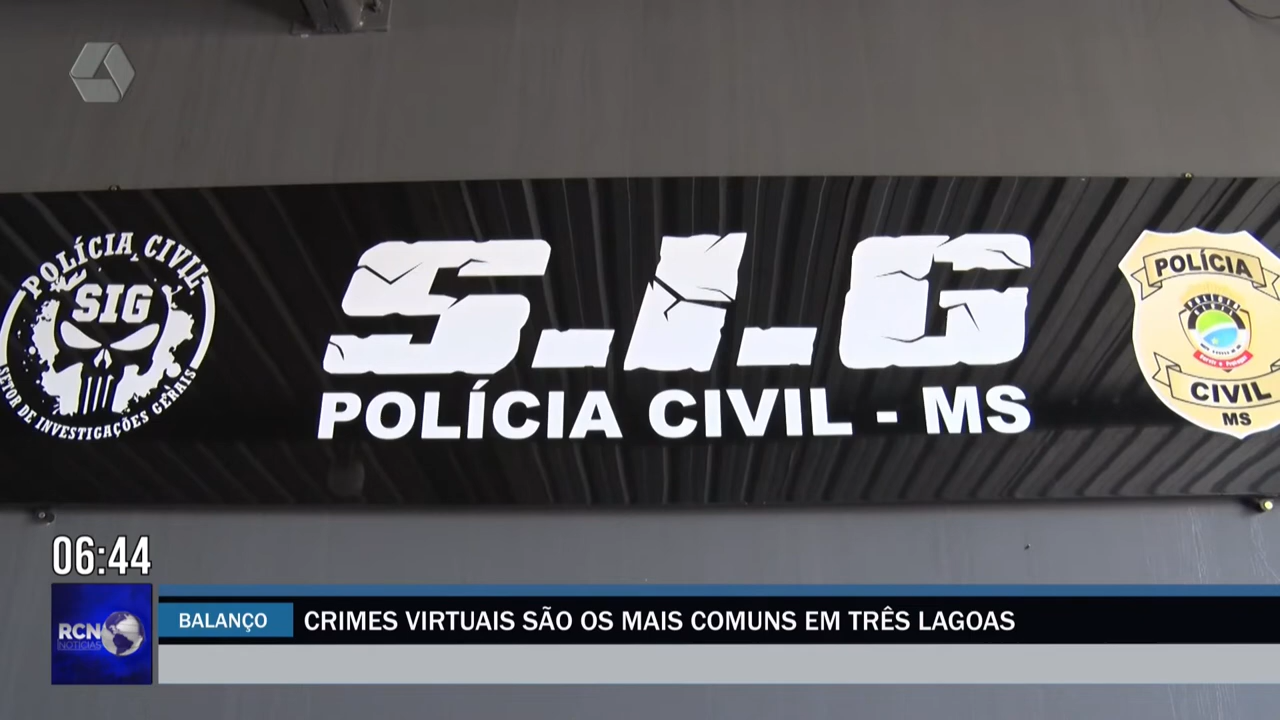 POLÍCIA CIVIL
SIG
SETOR DE INVESTIGAÇÕES GERAIS
S.I.G
POLÍCIA CIVIL - MS
POLÍCIA
CIVIL
MS
06:44
RCN
NOTÍCIAS
BALANÇO
CRIMES VIRTUAIS SÃO OS MAIS COMUNS EM TRÊS LAGOAS